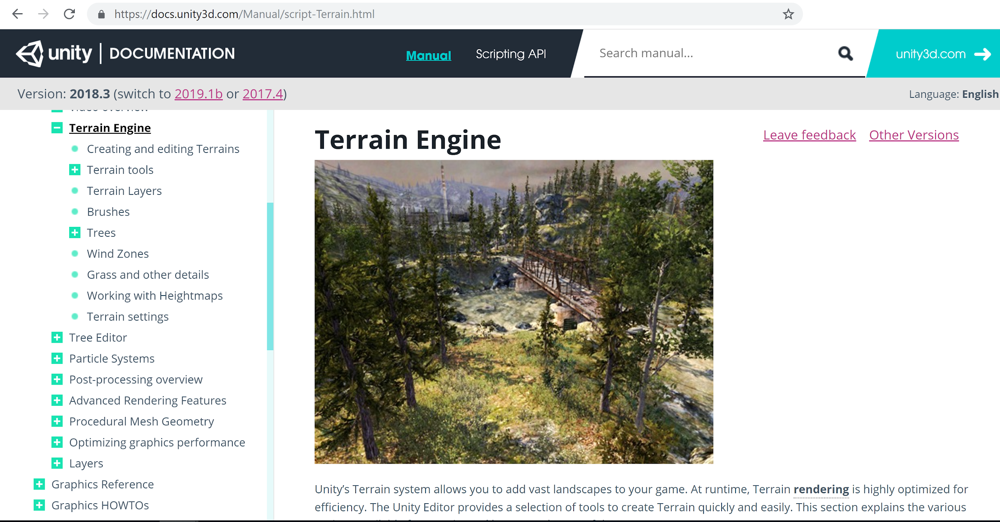 https://docs.unity3d.com/Manual/script-Terrain.html
unity | DOCUMENTATION
Manual
Scripting API
Search manual...
unity3d.com
Version: 2018.3 (switch to 2019.1b or 2017.4)
Language: English
Video overview
Terrain Engine
Creating and editing Terrains
Terrain tools
Terrain Layers
Brushes
Trees
Wind Zones
Grass and other details
Working with Heightmaps
Terrain settings
Tree Editor
Particle Systems
Post-processing overview
Advanced Rendering Features
Procedural Mesh Geometry
Optimizing graphics performance
Layers
Graphics Reference
Graphics HOWTOs
Terrain Engine
Leave feedback
Other Versions
Unity’s Terrain system allows you to add vast landscapes to your game. At runtime, Terrain rendering is highly optimized for
efficiency. The Unity Editor provides a selection of tools to create Terrain quickly and easily. This section explains the various